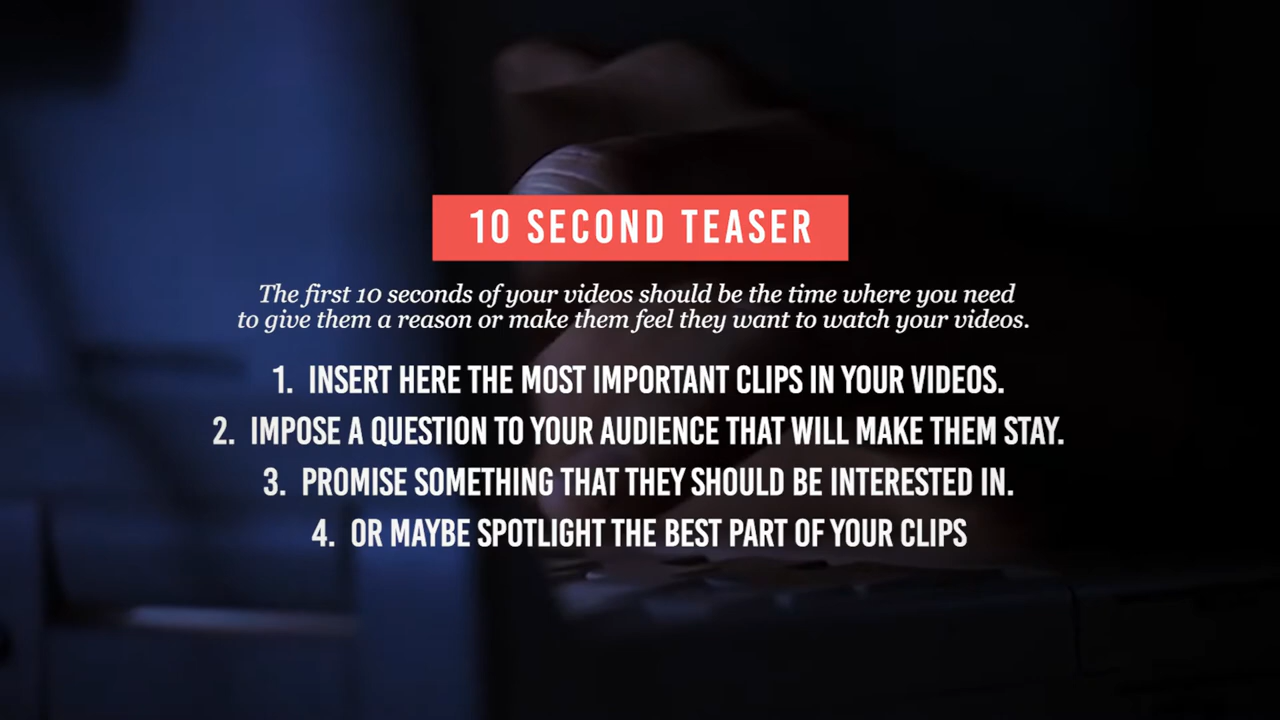 10 SECOND TEASER
The first 10 seconds of your videos should be the time where you need
to give them a reason or make them feel they want to watch your videos.
1. INSERT HERE THE MOST IMPORTANT CLIPS IN YOUR VIDEOS.
2. IMPOSE A QUESTION TO YOUR AUDIENCE THAT WILL MAKE THEM STAY.
3. PROMISE SOMETHING THAT THEY SHOULD BE INTERESTED IN.
4. OR MAYBE SPOTLIGHT THE BEST PART OF YOUR CLIPS